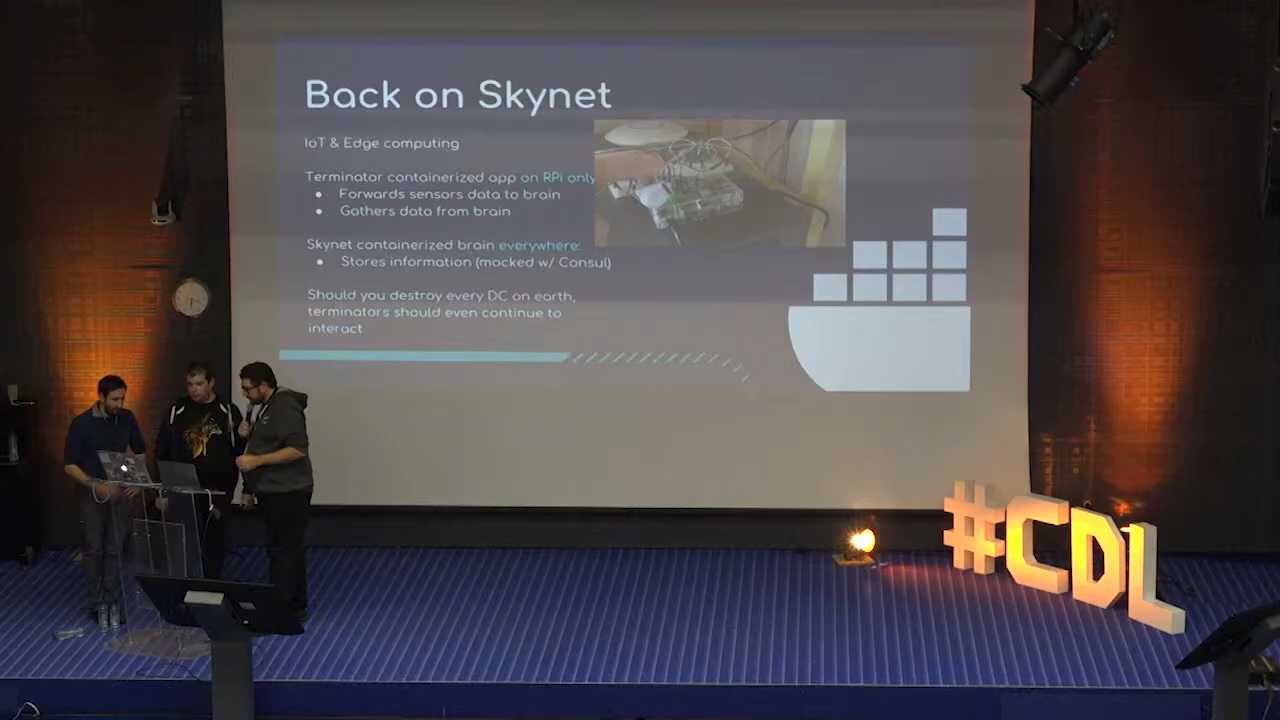 Back on Skynet
IoT & Edge computing
Terminator containerized app on RPi only
● Forwards sensors data to brain
● Gathers data from brain
Skynet containerized brain everywhere:
● Stores information (mocked w/ Consul)
Should you destroy every DC on earth,
terminators should even continue to
interact
#CDL